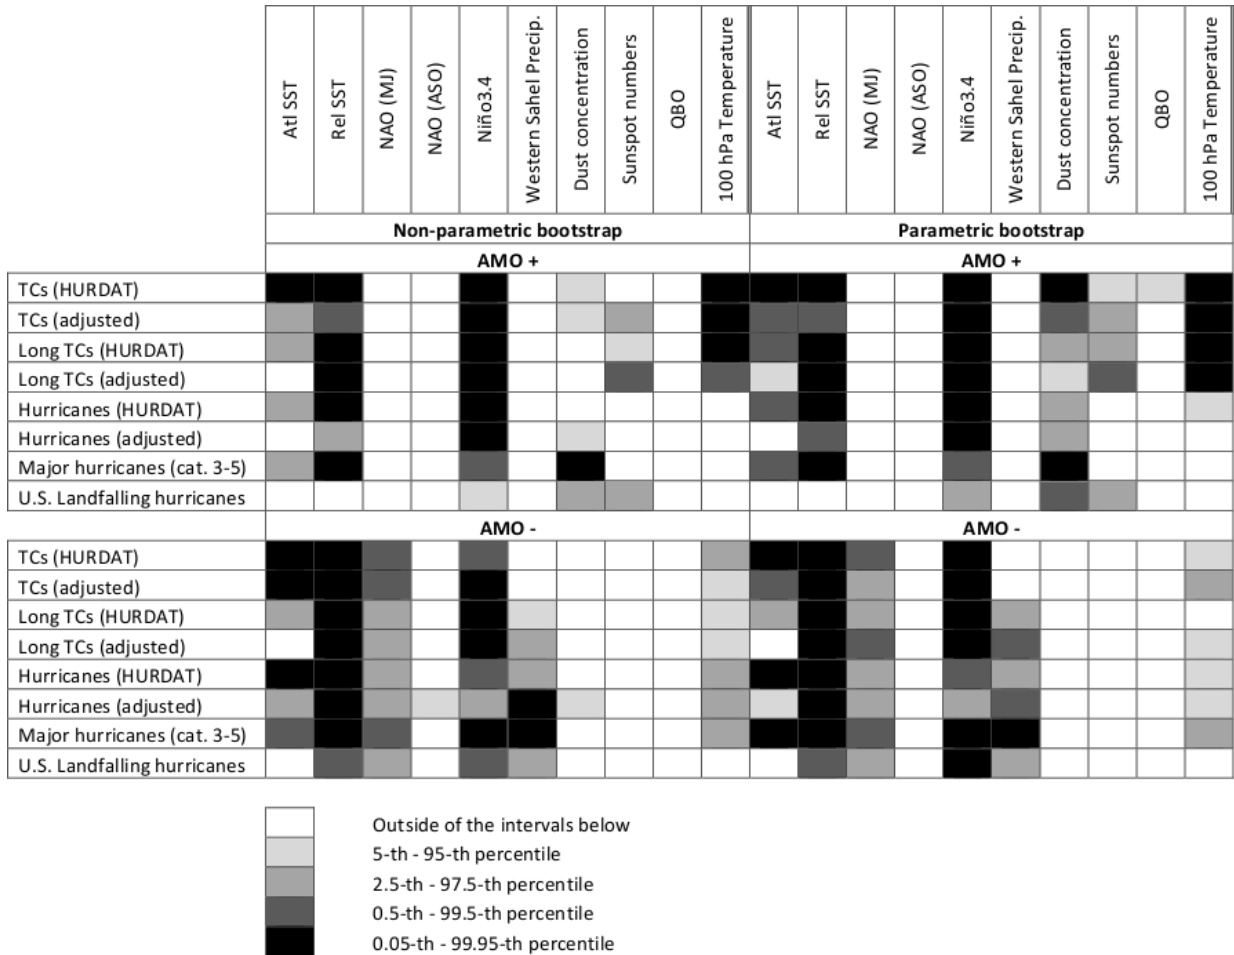 Atl SST
Rel SST
NAO (MJ)
NAO (ASO)
Niño3.4
Western Sahel Precip.
Dust concentration
Sunspot numbers
QBO
100 hPa Temperature
Atl SST
Rel SST
NAO (MJ)
NAO (ASO)
Niño3.4
Western Sahel Precip.
Dust concentration
Sunspot numbers
QBO
100 hPa Temperature
Non-parametric bootstrap
Parametric bootstrap
AMO +
AMO +
TCs (HURDAT)
TCs (adjusted)
Long TCs (HURDAT)
Long TCs (adjusted)
Hurricanes (HURDAT)
Hurricanes (adjusted)
Major hurricanes (cat. 3-5)
U.S. Landfalling hurricanes
AMO -
AMO -
TCs (HURDAT)
TCs (adjusted)
Long TCs (HURDAT)
Long TCs (adjusted)
Hurricanes (HURDAT)
Hurricanes (adjusted)
Major hurricanes (cat. 3-5)
U.S. Landfalling hurricanes
Outside of the intervals below
5-th - 95-th percentile
2.5-th - 97.5-th percentile
0.5-th - 99.5-th percentile
0.05-th - 99.95-th percentile